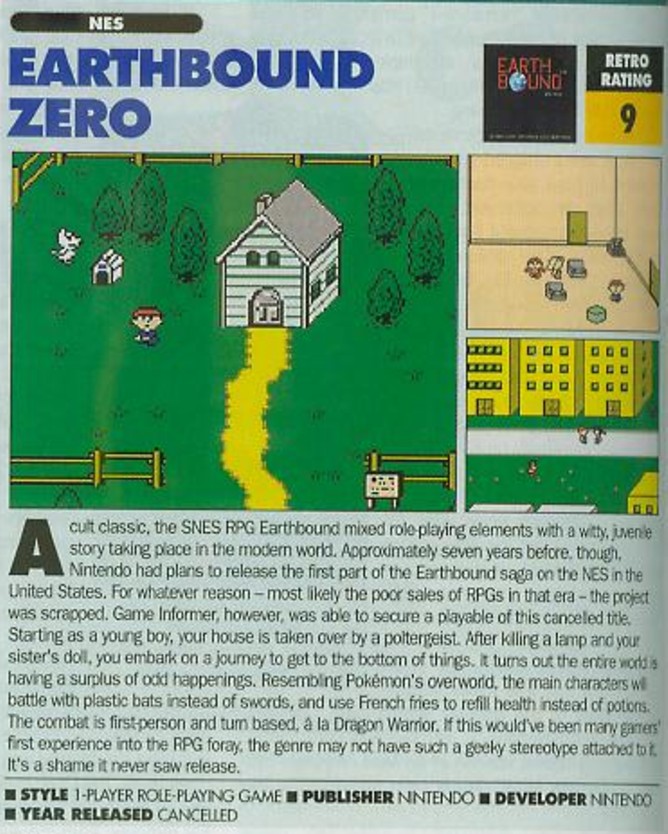 NES
EARTHBOUND
ZERO
EARTH
BOUND
RETRO
RATING
9
A cult classic, the SNES RPG Earthbound mixed role-playing elements with a witty, juvenile
story taking place in the modern world. Approximately seven years before, though,
Nintendo had plans to release the first part of the Earthbound saga on the NES in the
United States. For whatever reason – most likely the poor sales of RPGs in that era – the project
was scrapped. Game Informer, however, was able to secure a playable of this cancelled title.
Starting as a young boy, your house is taken over by a poltergeist. After killing a lamp and your
sister's doll, you embark on a journey to get to the bottom of things. It turns out the entire world is
having a surplus of odd happenings. Resembling Pokémon's overworld, the main characters will
battle with plastic bats instead of swords, and use French fries to refill health instead of potions.
The combat is first-person and turn based, á la Dragon Warrior. If this would've been many gamers'
first experience into the RPG foray, the genre may not have such a geeky stereotype attached to it.
It's a shame it never saw release.
■ STYLE 1-PLAYER ROLE-PLAYING GAME ■ PUBLISHER NINTENDO ■ DEVELOPER NINTENDO
■ YEAR RELEASED CANCELLED